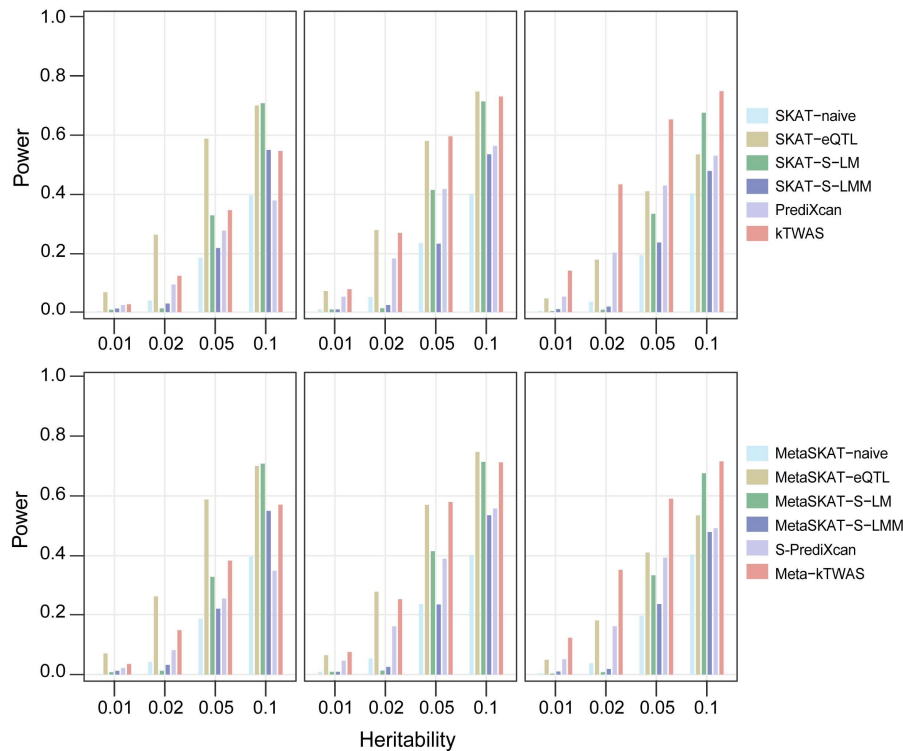 1.0
0.8
0.6
0.4
0.2
0.0
Power
0.01 0.02 0.05 0.1
0.01 0.02 0.05 0.1
0.01 0.02 0.05 0.1
SKAT-naive
SKAT-eQTL
SKAT-S-LM
SKAT-S-LMM
PrediXcan
kTWAS
1.0
0.8
0.6
0.4
0.2
0.0
Power
0.01 0.02 0.05 0.1
0.01 0.02 0.05 0.1
0.01 0.02 0.05 0.1
MetaSKAT-naive
MetaSKAT-eQTL
MetaSKAT-S-LM
MetaSKAT-S-LMM
S-PrediXcan
Meta-kTWAS
Heritability